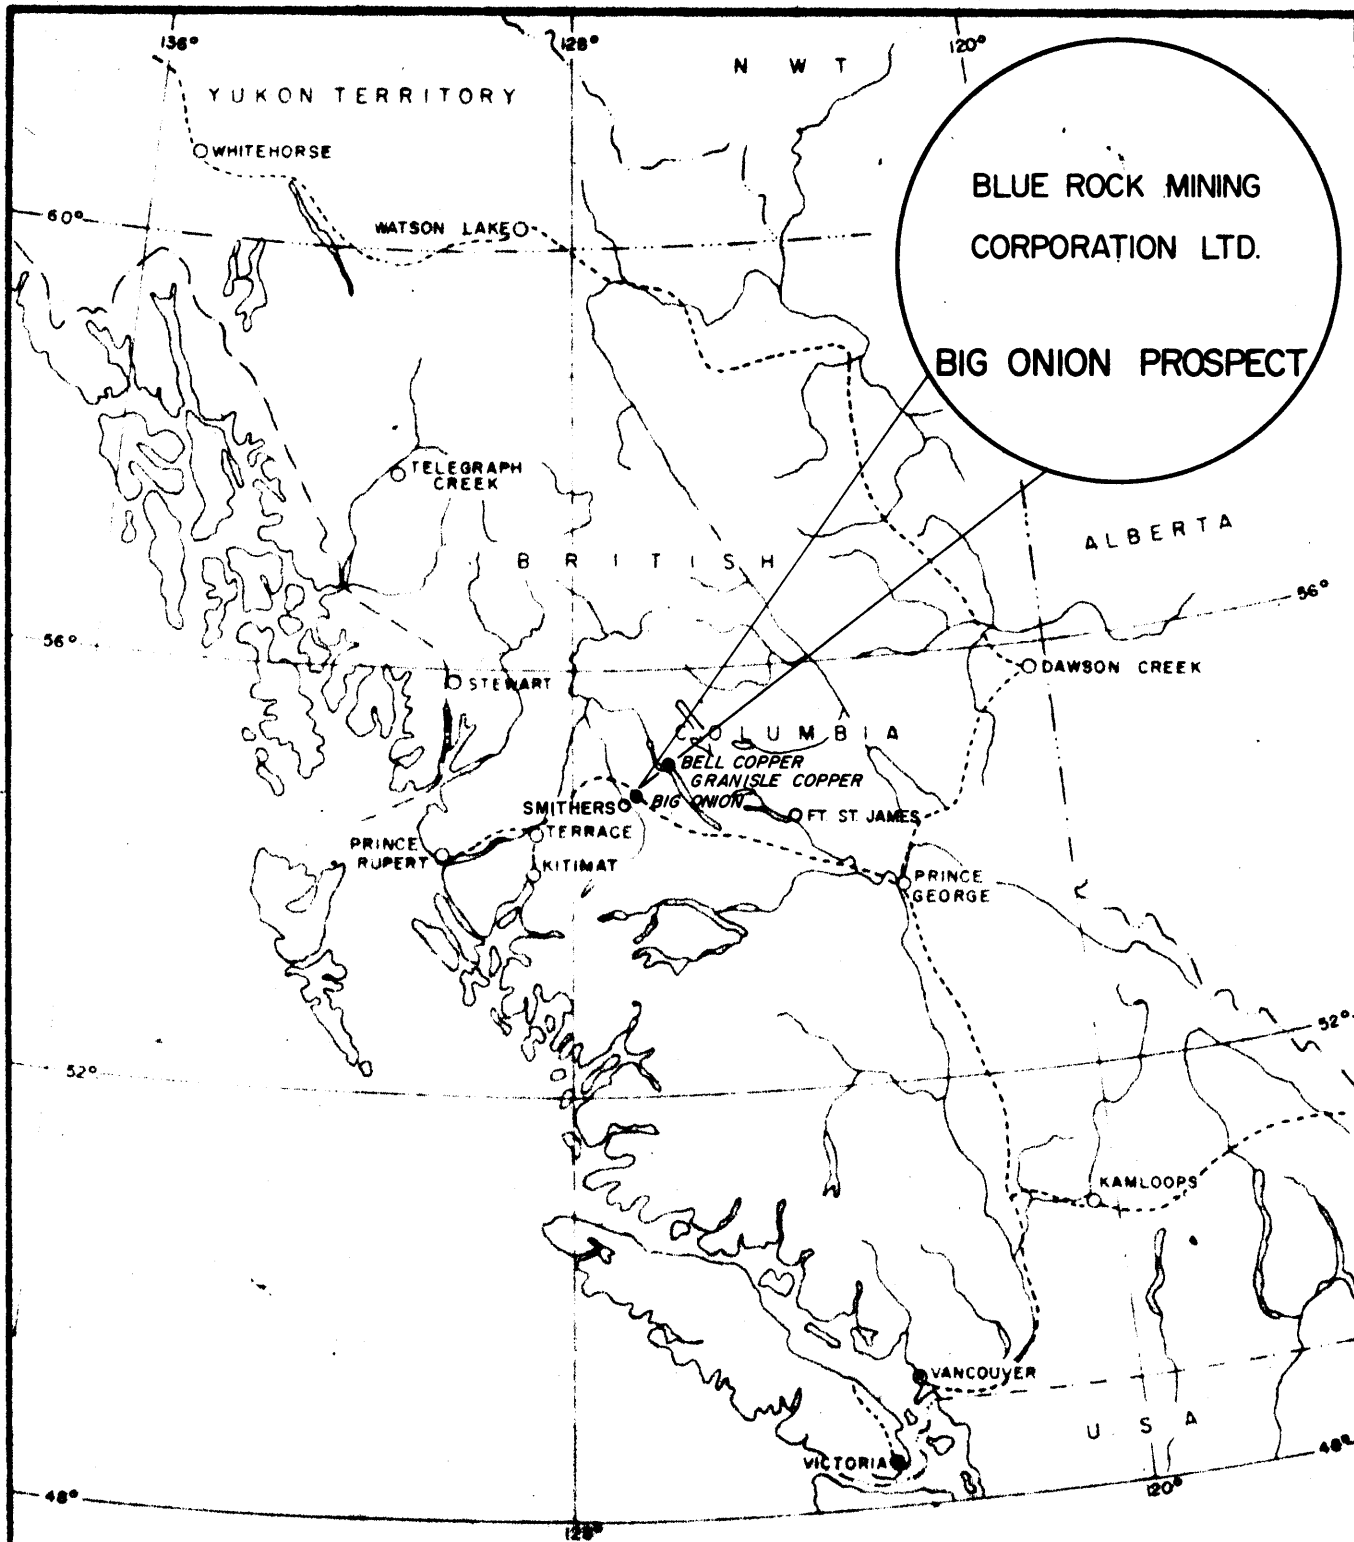 136°
128°
120°
N W T
YUKON TERRITORY
WHITEHORSE
BLUE ROCK MINING
CORPORATION LTD.
60°
WATSON LAKE
BIG ONION PROSPECT
TELEGRAPH
CREEK
ALBERTA
BRITISH
56°
56°
DAWSON CREEK
STEWART
COLUMBIA
BELL COPPER
GRANISLE COPPER
BIG ONION
SMITHERS
FT. ST. JAMES
TERRACE
PRINCE
RUPERT
KITIMAT
PRINCE
GEORGE
52°
52°
KAMLOOPS
VANCOUVER
USA
VICTORIA
48°
48°
120°
128°